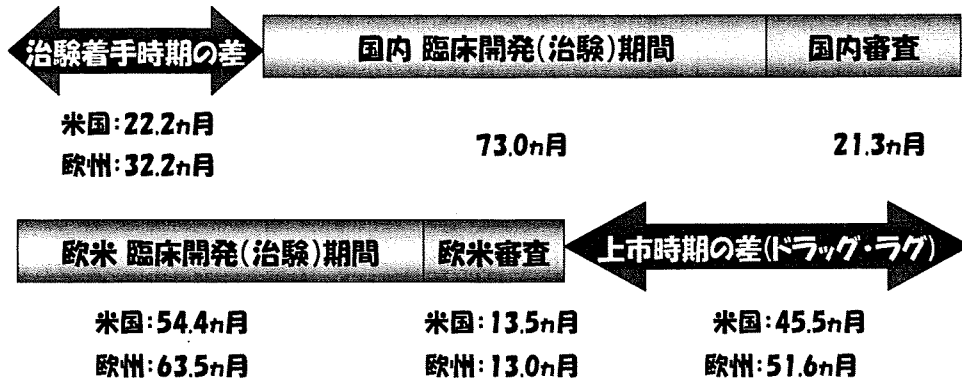 治験着手時期の差
国内 臨床開発(治験)期間
国内審査
米国:22.2ヵ月
欧州:32.2ヵ月
73.0ヵ月
21.3ヵ月
欧米 臨床開発(治験)期間
欧米審査
上市時期の差(ドラッグ・ラグ)
米国:54.4ヵ月
欧州:63.5ヵ月
米国:13.5ヵ月
欧州:13.0ヵ月
米国:45.5ヵ月
欧州:51.6ヵ月